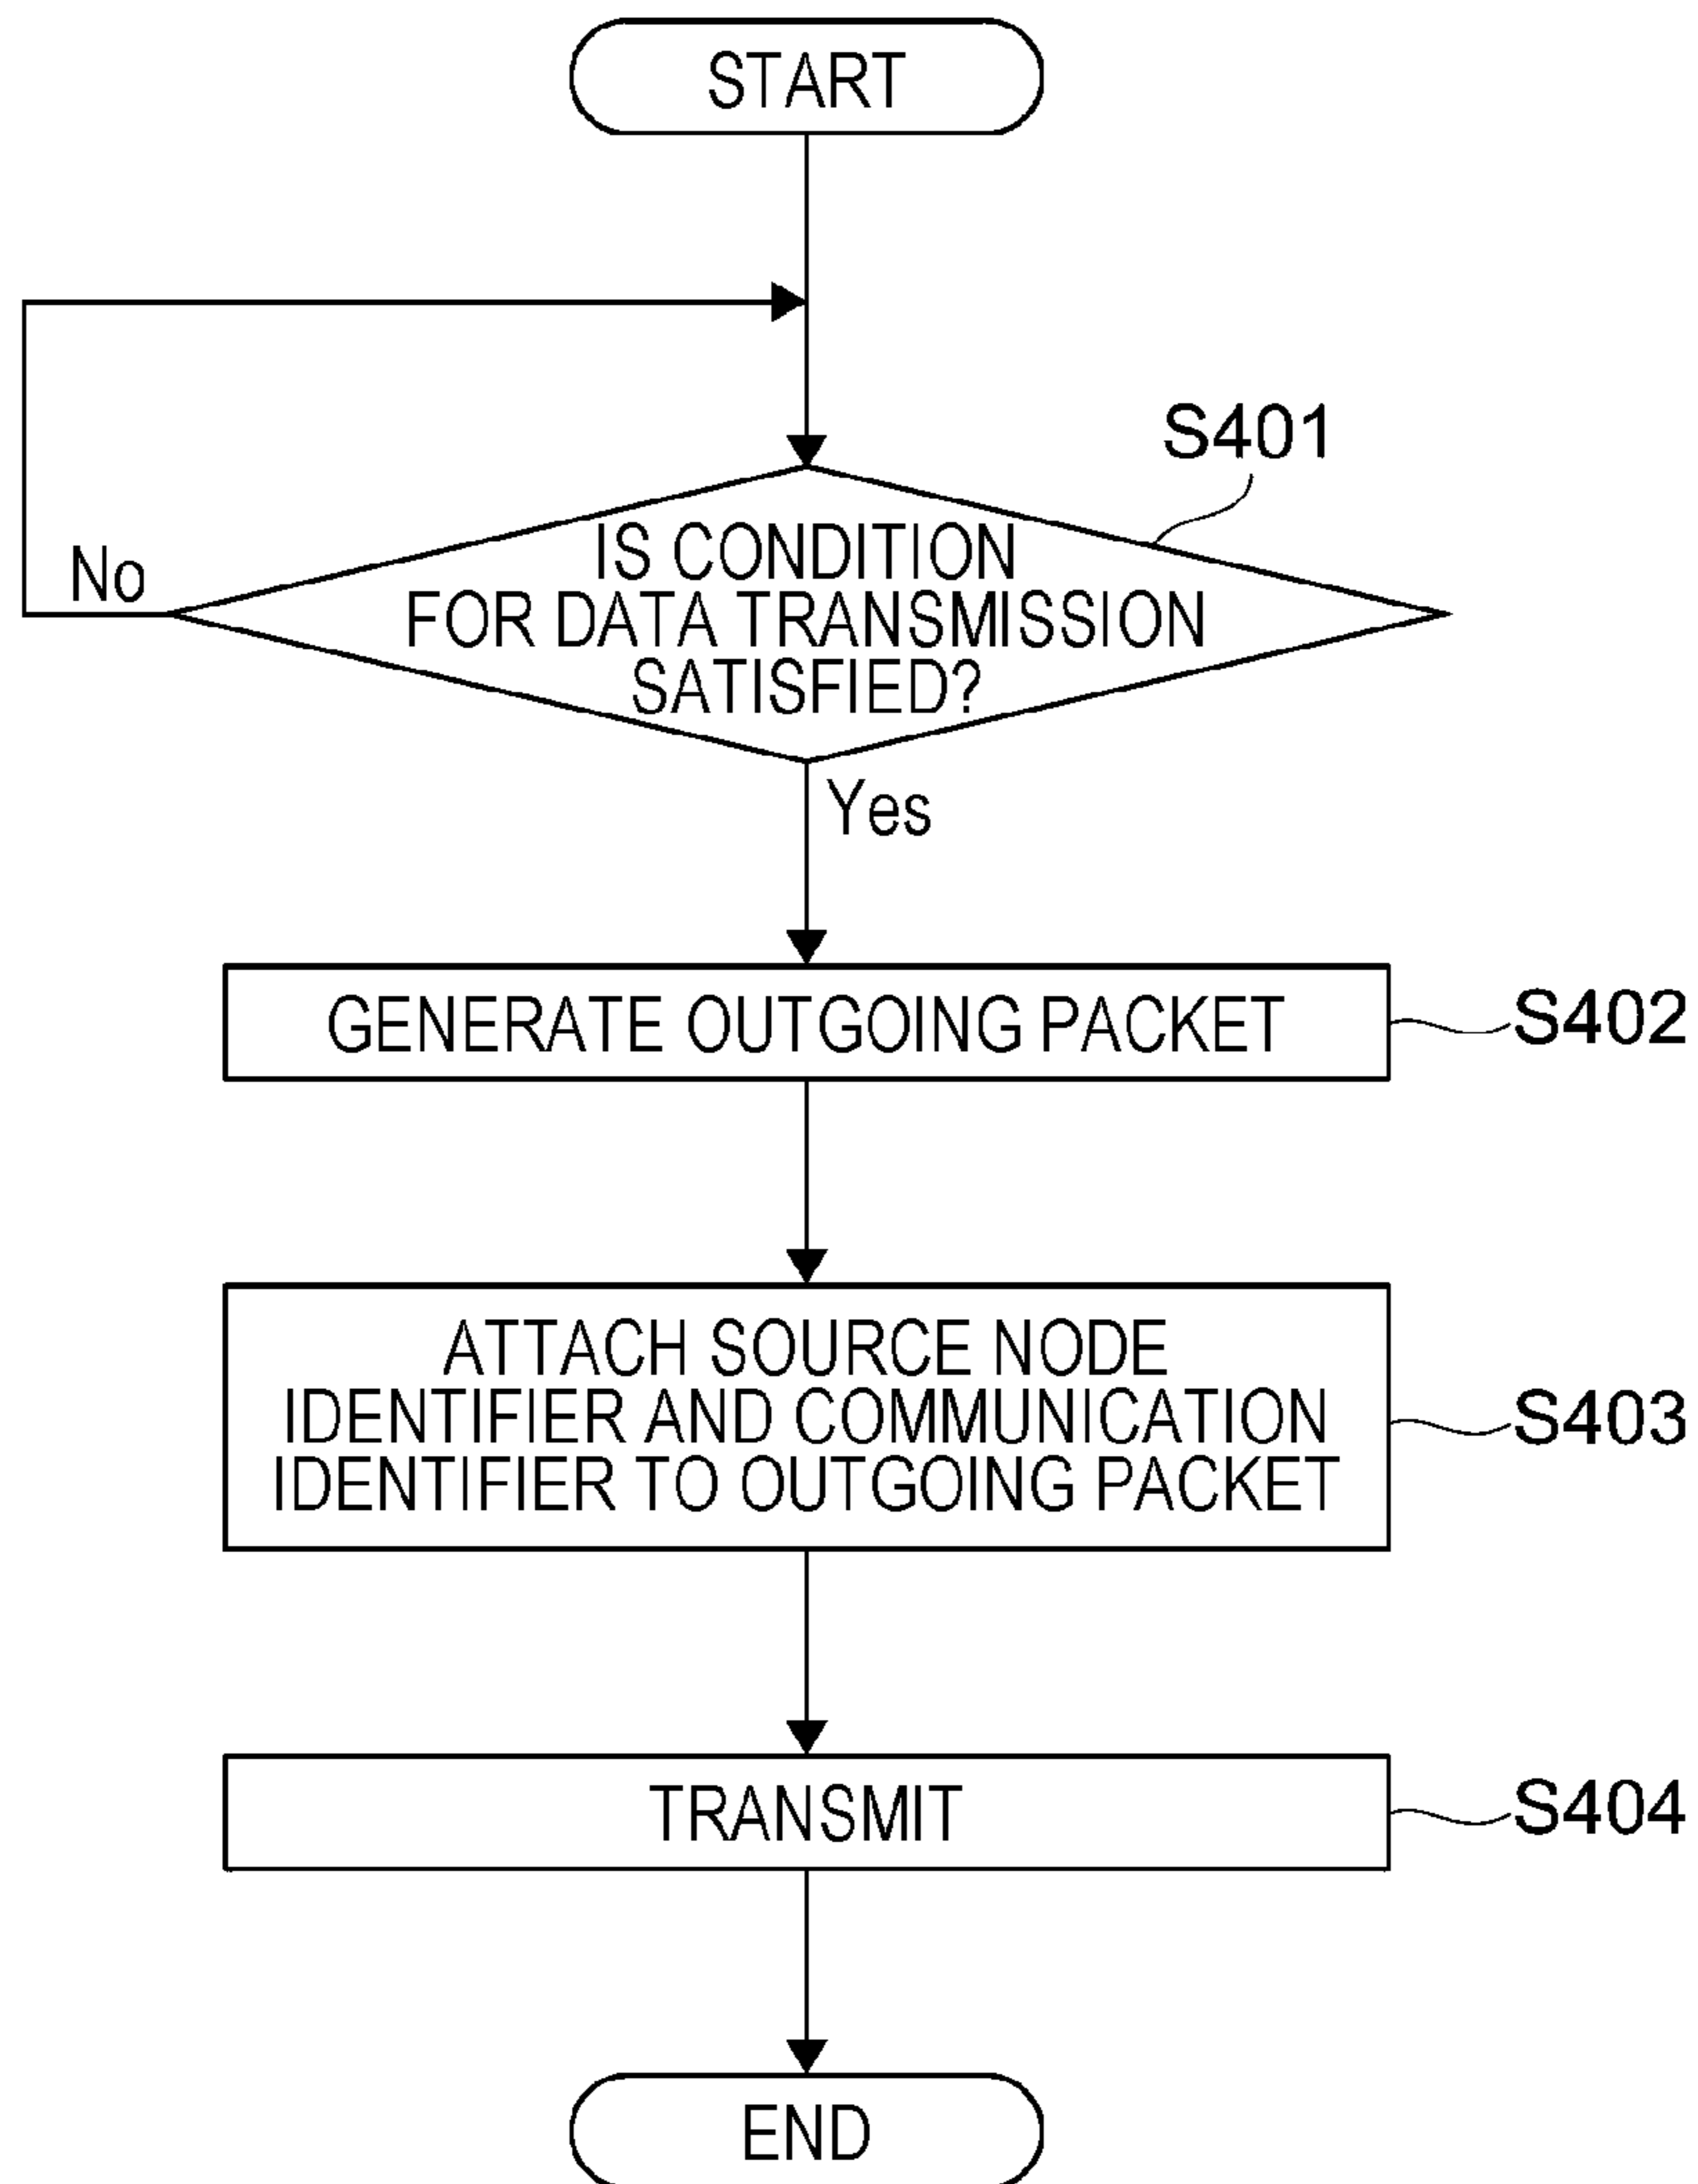 START
S401
IS CONDITION
FOR DATA TRANSMISSION
SATISFIED?
No
Yes
GENERATE OUTGOING PACKET
S402
ATTACH SOURCE NODE
IDENTIFIER AND COMMUNICATION
IDENTIFIER TO OUTGOING PACKET
S403
TRANSMIT
S404
END